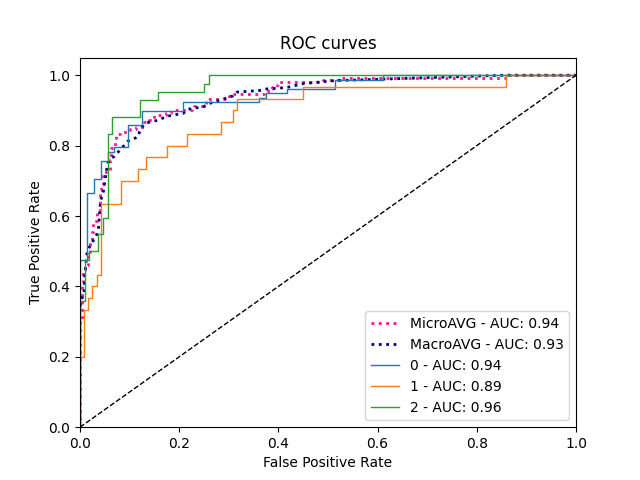 ROC curves
True Positive Rate
1.0
0.8
0.6
0.4
0.2
0.0
MicroAVG - AUC: 0.94
MacroAVG - AUC: 0.93
0 - AUC: 0.94
1 - AUC: 0.89
2 - AUC: 0.96
0.0 0.2 0.4 0.6 0.8 1.0
False Positive Rate